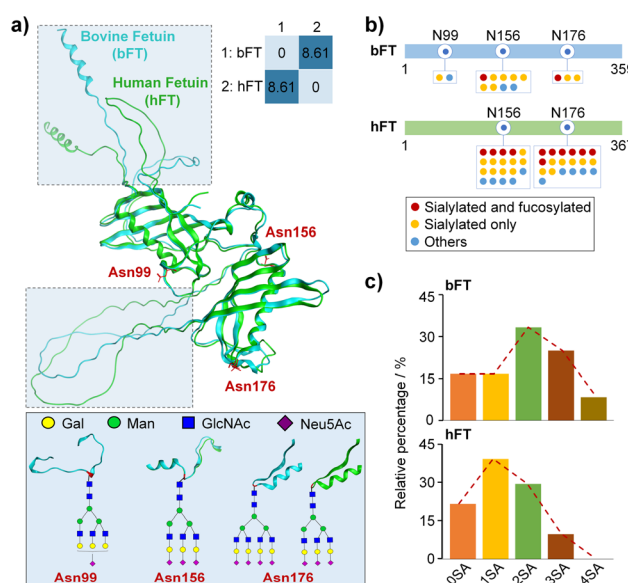 a)
Bovine Fetuin
(bFT)
Human Fetuin
(hFT)
1 2
1: bFT 0 8.61
2: hFT 8.61 0
Asn156
Asn99
Asn176
Gal Man GlcNAc Neu5Ac
Asn99 Asn156 Asn176
b)
N99 N156 N176
bFT
1 359
N156 N176
hFT
1 367
Sialylated and fucosylated
Sialylated only
Others
c)
bFT
45
30
15
0
Relative percentage / %
hFT
45
30
15
0
0SA 1SA 2SA 3SA 4SA